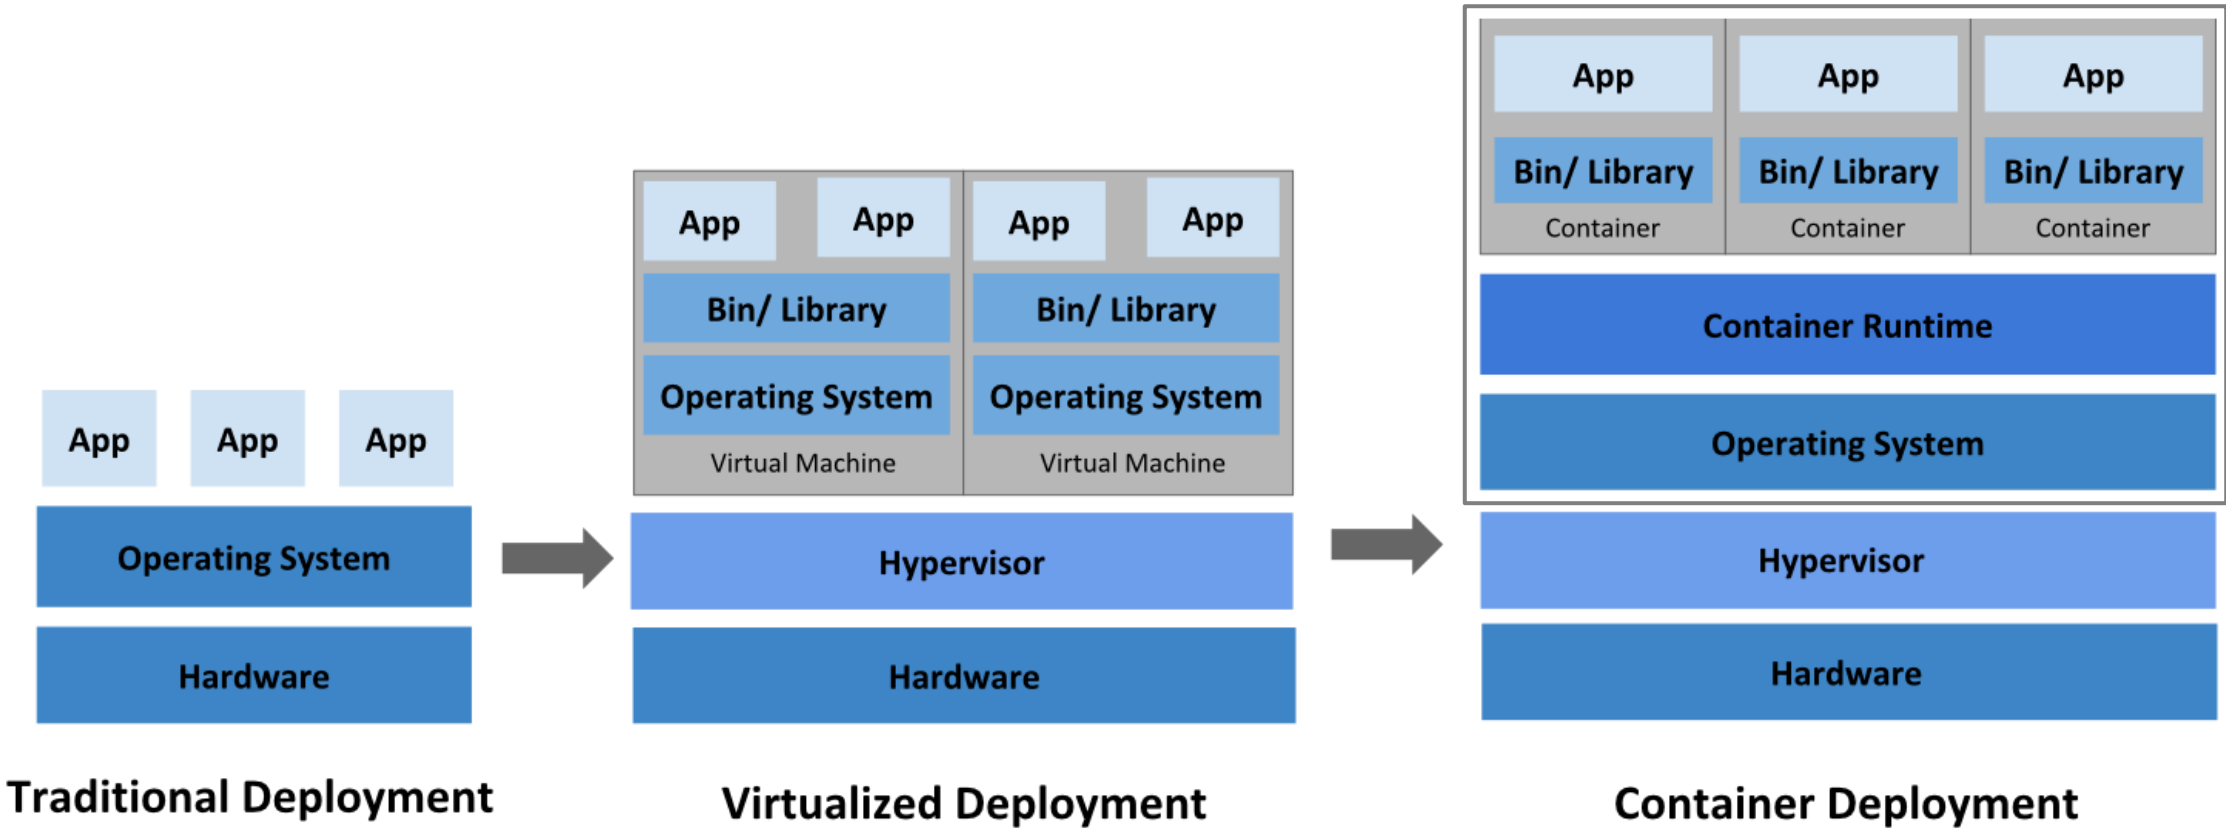 App
App
App
Operating System
Hardware
Traditional Deployment
App
App
App
App
Bin/ Library
Bin/ Library
Operating System
Operating System
Virtual Machine
Virtual Machine
Hypervisor
Hardware
Virtualized Deployment
App
App
App
Bin/ Library
Bin/ Library
Bin/ Library
Container
Container
Container
Container Runtime
Operating System
Hypervisor
Hardware
Container Deployment